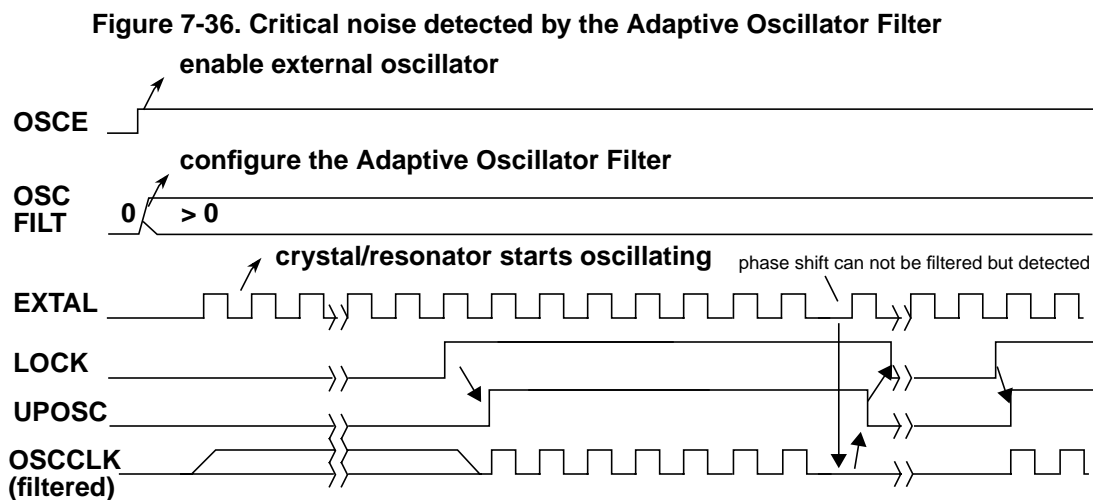 Figure 7-36. Critical noise detected by the Adaptive Oscillator Filter
enable external oscillator
OSCE
configure the Adaptive Oscillator Filter
OSC
FILT
0 > 0
crystal/resonator starts oscillating
phase shift can not be filtered but detected
EXTAL
LOCK
UPOSC
OSCCLK
(filtered)